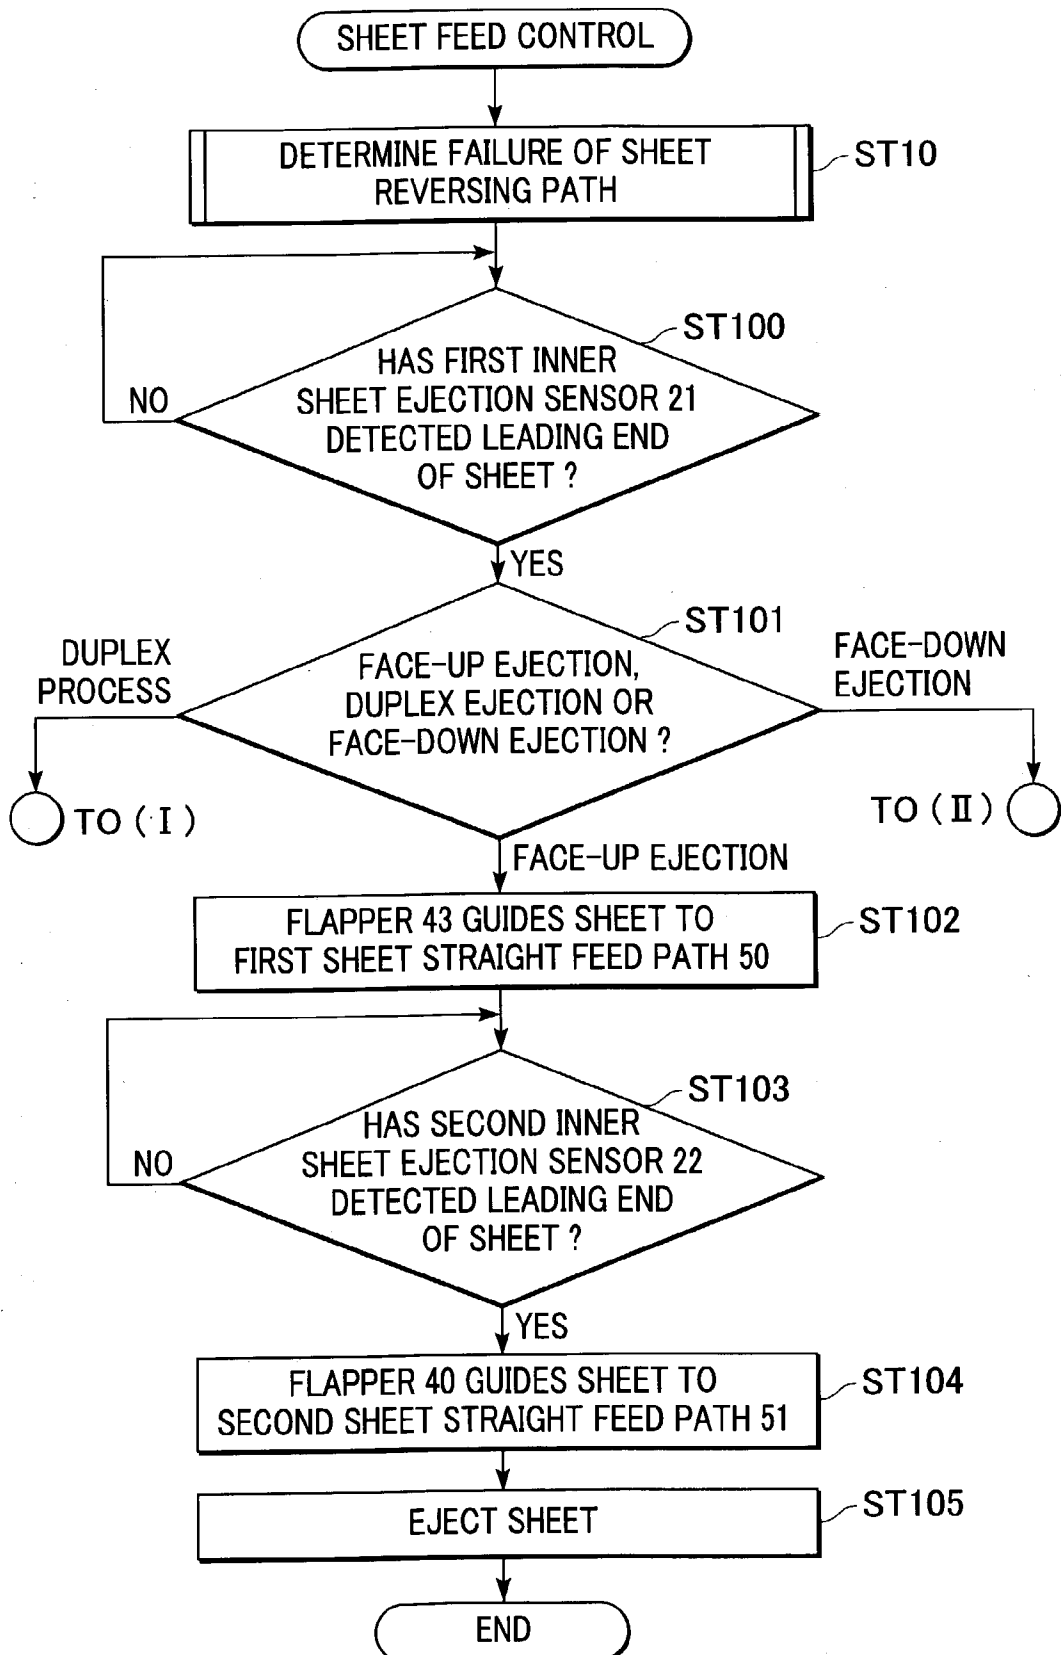 SHEET FEED CONTROL
DETERMINE FAILURE OF SHEET
REVERSING PATH
ST10
ST100
HAS FIRST INNER
SHEET EJECTION SENSOR 21
DETECTED LEADING END
OF SHEET ?
NO
YES
ST101
DUPLEX
PROCESS
FACE-UP EJECTION,
DUPLEX EJECTION OR
FACE-DOWN EJECTION ?
FACE-DOWN
EJECTION
TO ( I )
TO ( II )
FACE-UP EJECTION
FLAPPER 43 GUIDES SHEET TO
FIRST SHEET STRAIGHT FEED PATH 50
ST102
ST103
HAS SECOND INNER
SHEET EJECTION SENSOR 22
DETECTED LEADING END
OF SHEET ?
NO
YES
FLAPPER 40 GUIDES SHEET TO
SECOND SHEET STRAIGHT FEED PATH 51
ST104
EJECT SHEET
ST105
END